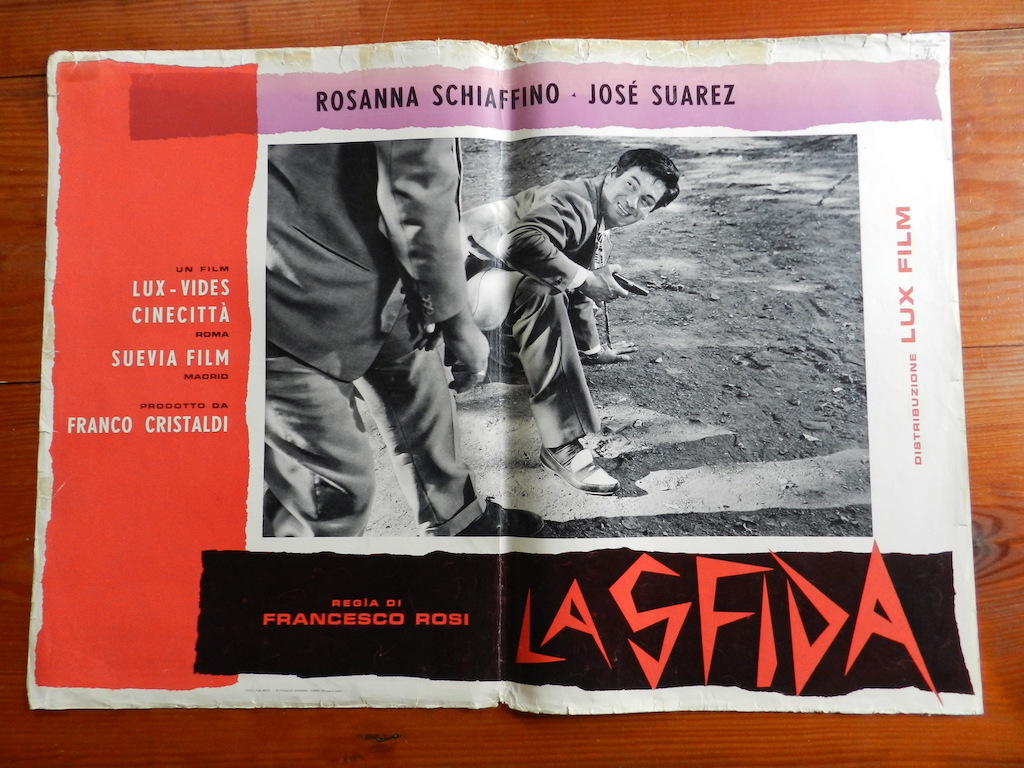 ROSANNA SCHIAFFINO · JOSÉ SUAREZ
UN FILM
LUX-VIDES
CINECITTÀ
ROMA
SUEVIA FILM
MADRID
PRODOTTO DA
FRANCO CRISTALDI
DISTRIBUZIONE LUX FILM
REGÌA DI
FRANCESCO ROSI
LA SFIDA